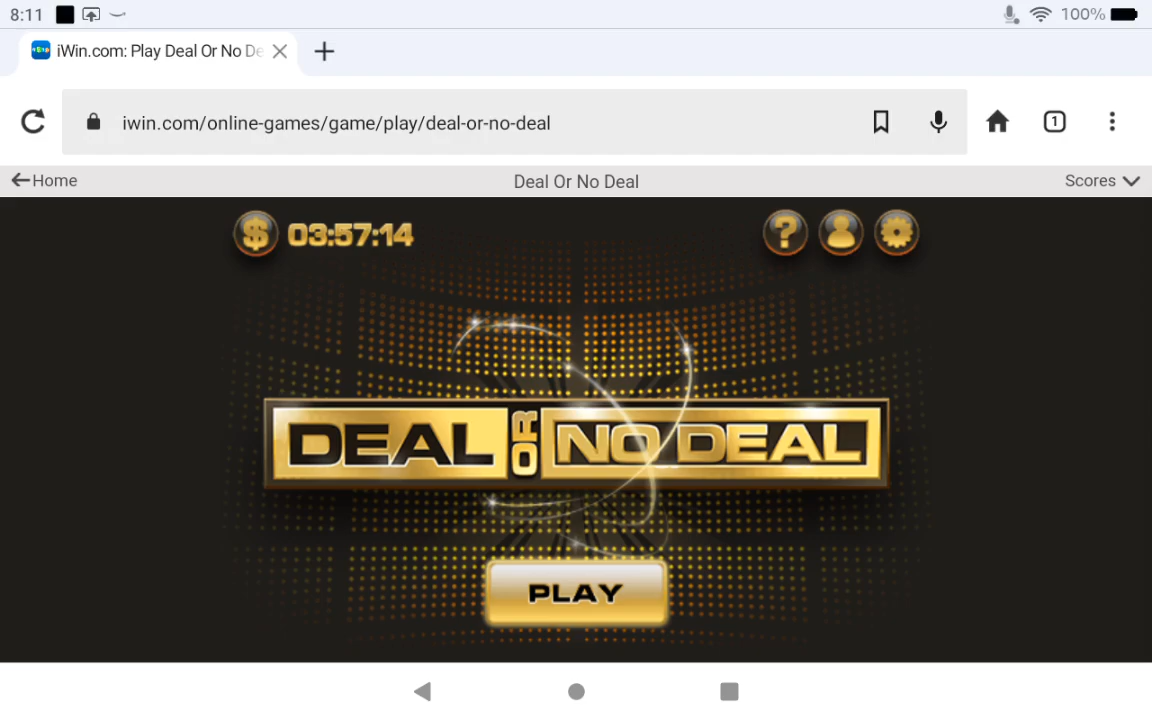 8:11
100%
iWin.com: Play Deal Or No De
iwin.com/online-games/game/play/deal-or-no-deal
1
Home
Deal Or No Deal
Scores
$ 03:57:14
?
DEAL OR NO DEAL
PLAY